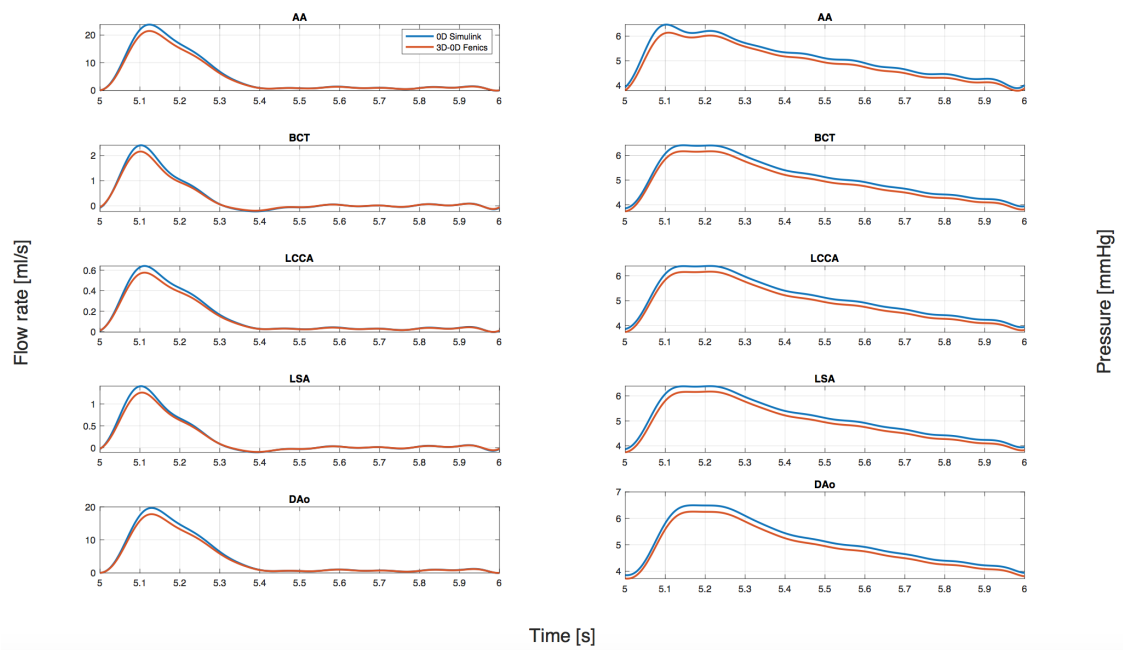 AA
20
10
0
5 5.1 5.2 5.3 5.4 5.5 5.6 5.7 5.8 5.9 6
0D Simulink
3D-0D Fenics
BCT
2
1
0
5 5.1 5.2 5.3 5.4 5.5 5.6 5.7 5.8 5.9 6
LCCA
0.6
0.4
0.2
0
5 5.1 5.2 5.3 5.4 5.5 5.6 5.7 5.8 5.9 6
LSA
1
0.5
0
5 5.1 5.2 5.3 5.4 5.5 5.6 5.7 5.8 5.9 6
DAo
20
10
0
5 5.1 5.2 5.3 5.4 5.5 5.6 5.7 5.8 5.9 6
Flow rate [ml/s]
AA
6
5
4
5 5.1 5.2 5.3 5.4 5.5 5.6 5.7 5.8 5.9 6
BCT
6
5
4
5 5.1 5.2 5.3 5.4 5.5 5.6 5.7 5.8 5.9 6
LCCA
6
5
4
5 5.1 5.2 5.3 5.4 5.5 5.6 5.7 5.8 5.9 6
LSA
6
5
4
5 5.1 5.2 5.3 5.4 5.5 5.6 5.7 5.8 5.9 6
DAo
7
6
5
4
5 5.1 5.2 5.3 5.4 5.5 5.6 5.7 5.8 5.9 6
Pressure [mmHg]
Time [s]